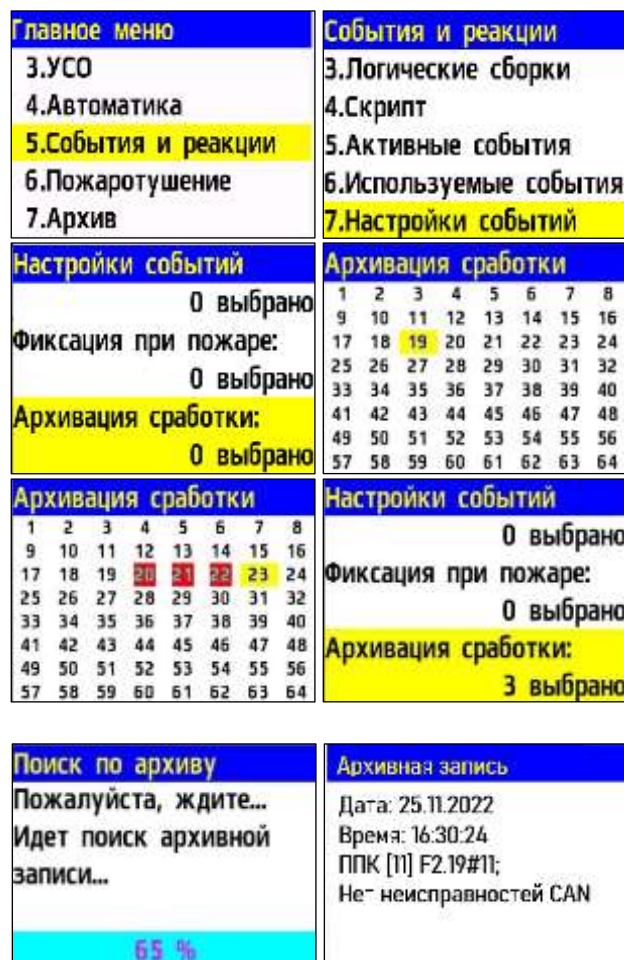 Главное меню
3.УСО
4.Автоматика
5.События и реакции
6.Пожаротушение
7.Архив
События и реакции
3.Логические сборки
4.Скрипт
5.Активные события
6.Используемые события
7.Настройки событий
Настройки событий
0 выбрано
Фиксация при пожаре:
0 выбрано
Архивация сработки:
0 выбрано
Архивация сработки
1 2 3 4 5 6 7 8
9 10 11 12 13 14 15 16
17 18 19 20 21 22 23 24
25 26 27 28 29 30 31 32
33 34 35 36 37 38 39 40
41 42 43 44 45 46 47 48
49 50 51 52 53 54 55 56
57 58 59 60 61 62 63 64
Архивация сработки
1 2 3 4 5 6 7 8
9 10 11 12 13 14 15 16
17 18 19 20 21 22 23 24
25 26 27 28 29 30 31 32
33 34 35 36 37 38 39 40
41 42 43 44 45 46 47 48
49 50 51 52 53 54 55 56
57 58 59 60 61 62 63 64
Настройки событий
0 выбрано
Фиксация при пожаре:
0 выбрано
Архивация сработки:
3 выбрано
Поиск по архиву
Пожалуйста, ждите...
Идет поиск архивной
записи...
65 %
Архивная запись
Дата: 25.11.2022
Время: 16:30:24
ППК [11] F2.19#11;
Нет неисправностей CAN